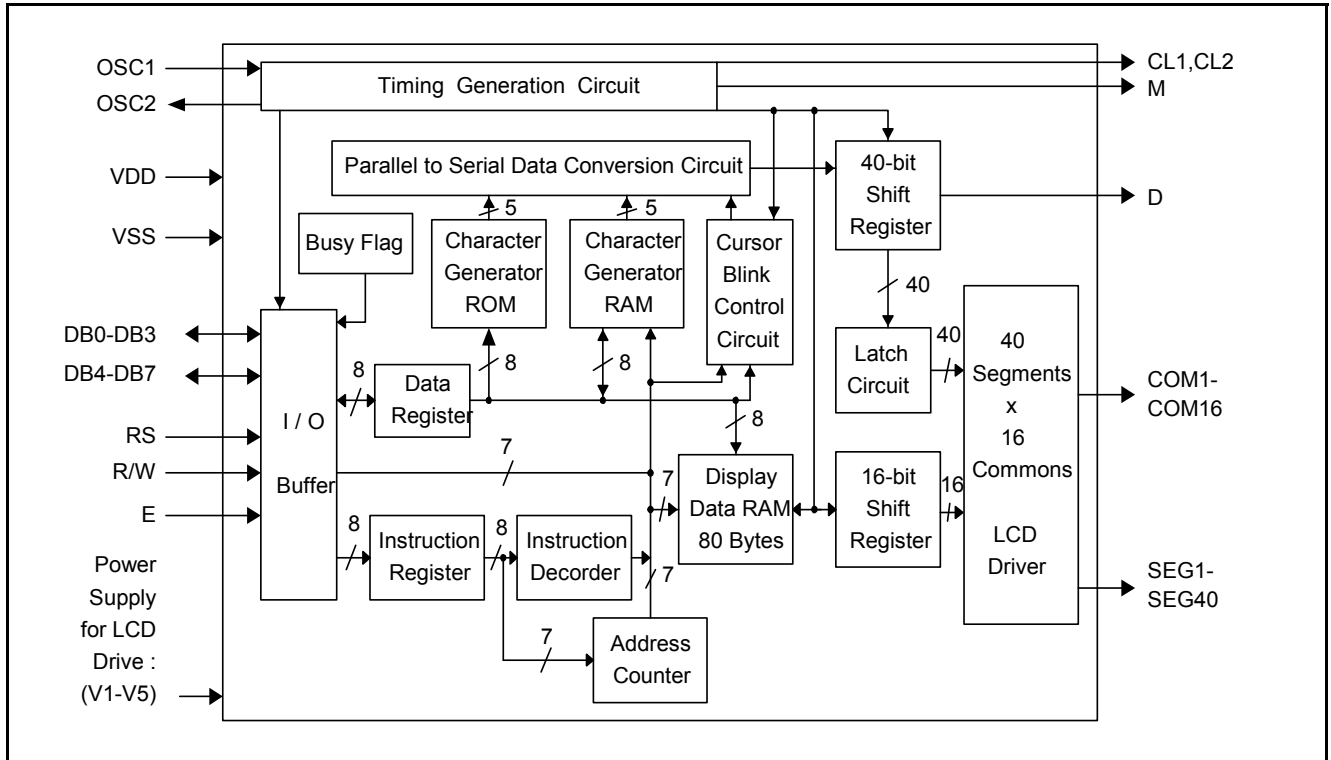 OSC1
OSC2
VDD
VSS
DB0-DB3
DB4-DB7
RS
R/W
E
Power
Supply
for LCD
Drive :
(V1-V5)
Timing Generation Circuit
Parallel to Serial Data Conversion Circuit
5
5
Busy Flag
Character
Generator
ROM
Character
Generator
RAM
Cursor
Blink
Control
Circuit
40-bit
Shift
Register
40
8
8
8
Data
Register
I / O
Buffer
8
7
7
Display
Data RAM
80 Bytes
Latch
Circuit
40
16-bit
Shift
Register
16
40
Segments
x
16
Commons
LCD
Driver
8
Instruction
Register
8
Instruction
Decorder
7
7
Address
Counter
CL1,CL2
M
D
COM1-
COM16
SEG1-
SEG40